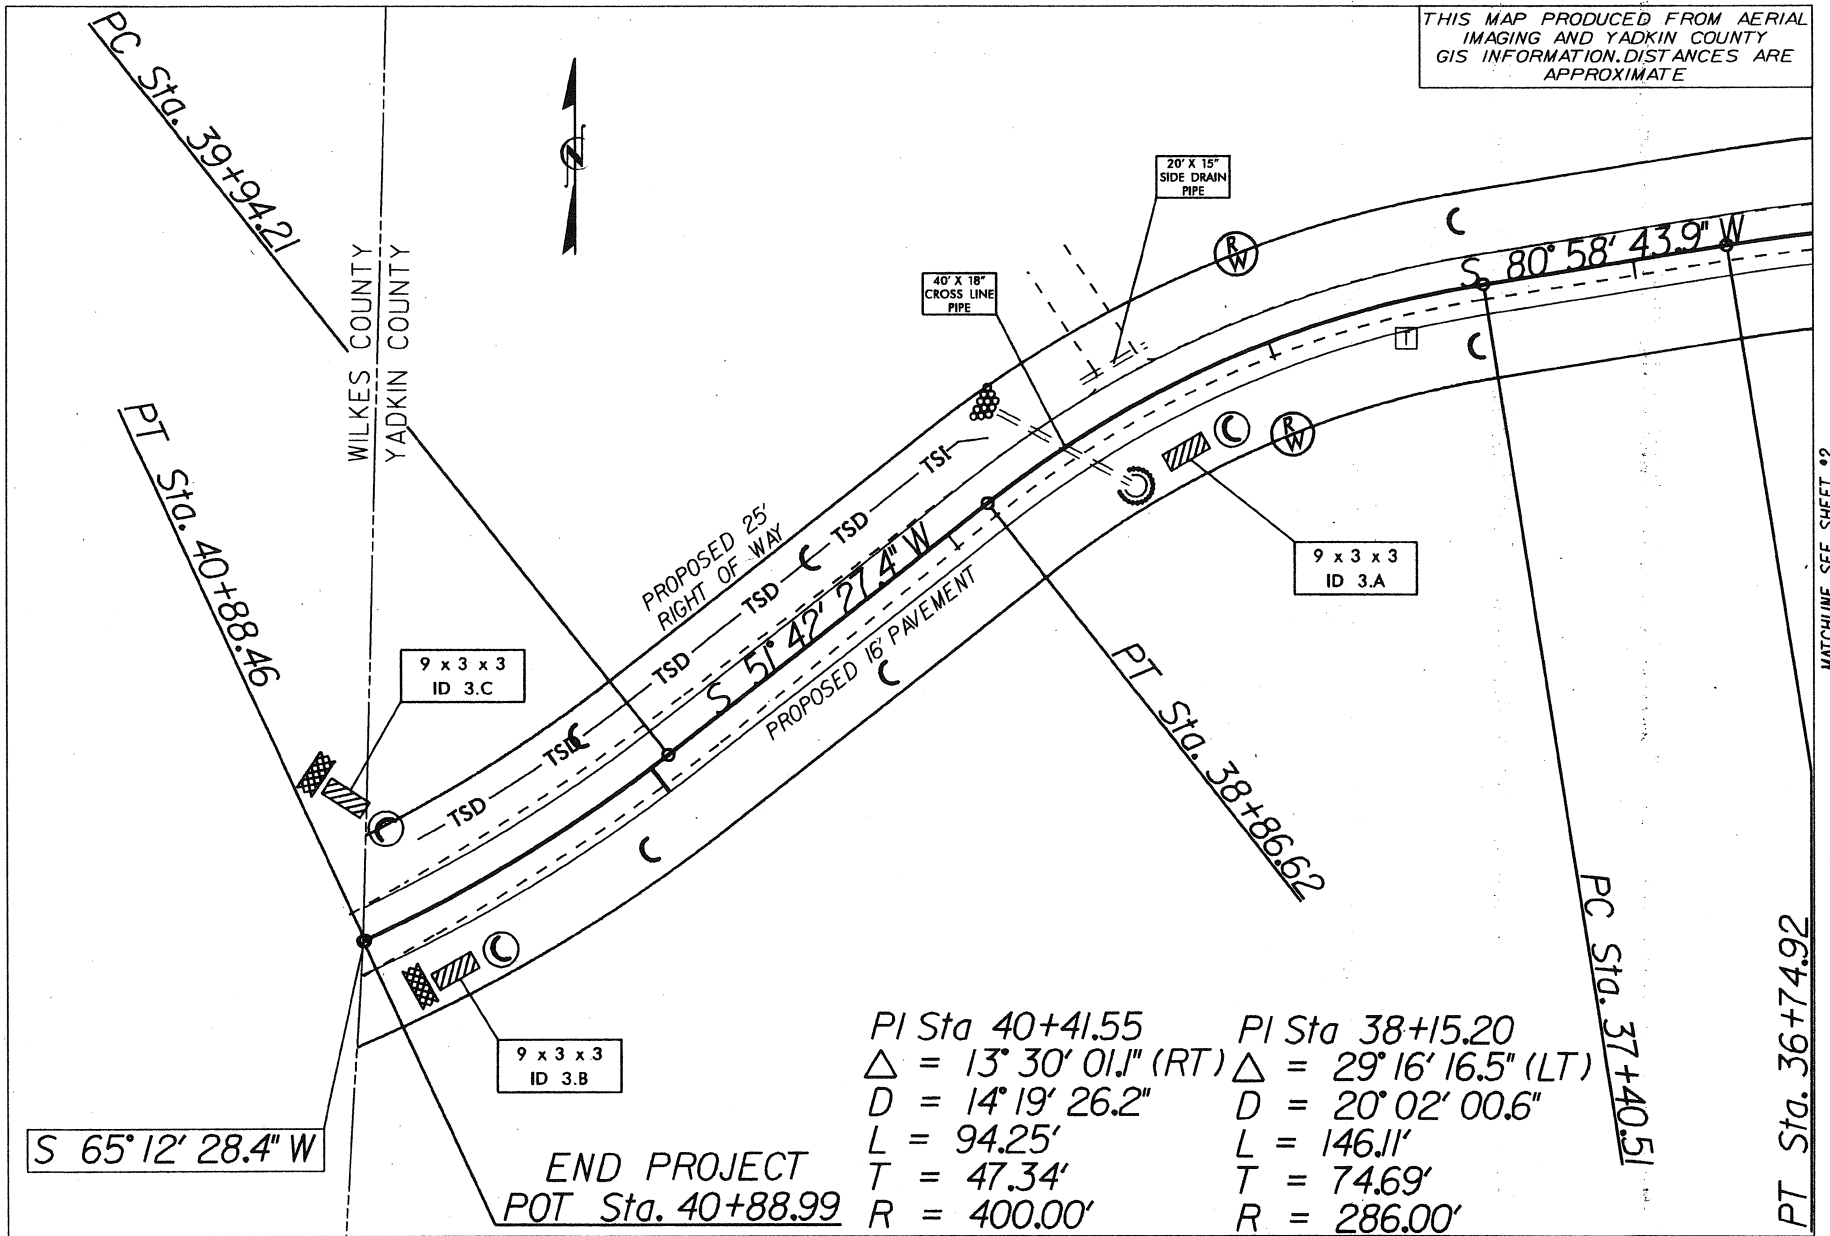 THIS MAP PRODUCED FROM AERIAL
IMAGING AND YADKIN COUNTY
GIS INFORMATION. DISTANCES ARE
APPROXIMATE
PC Sta. 39+94.21
N
WILKES COUNTY
YADKIN COUNTY
20' X 15"
SIDE DRAIN
PIPE
40' X 18"
CROSS LINE
PIPE
R
W
C
S 80° 58' 43.9" W
T
C
C
R
W
TSI
TSD
C
TSD
TSD
TSD
C
TSD
PROPOSED 25'
RIGHT OF WAY
S 51° 42' 27.4" W
PROPOSED 16' PAVEMENT
C
C
MATCHLINE SEE SHEET #2
9 x 3 x 3
ID 3.A
PT Sta. 40+88.46
9 x 3 x 3
ID 3.C
C
TSD
C
9 x 3 x 3
ID 3.B
PT Sta. 38+86.62
PC Sta. 37+40.51
PT Sta. 36+74.92
S 65° 12' 28.4" W
END PROJECT
POT Sta. 40+88.99
PI Sta 40+41.55
Δ = 13° 30' 01.1" (RT)
D = 14° 19' 26.2"
L = 94.25'
T = 47.34'
R = 400.00'
PI Sta 38+15.20
Δ = 29° 16' 16.5" (LT)
D = 20° 02' 00.6"
L = 146.11'
T = 74.69'
R = 286.00'